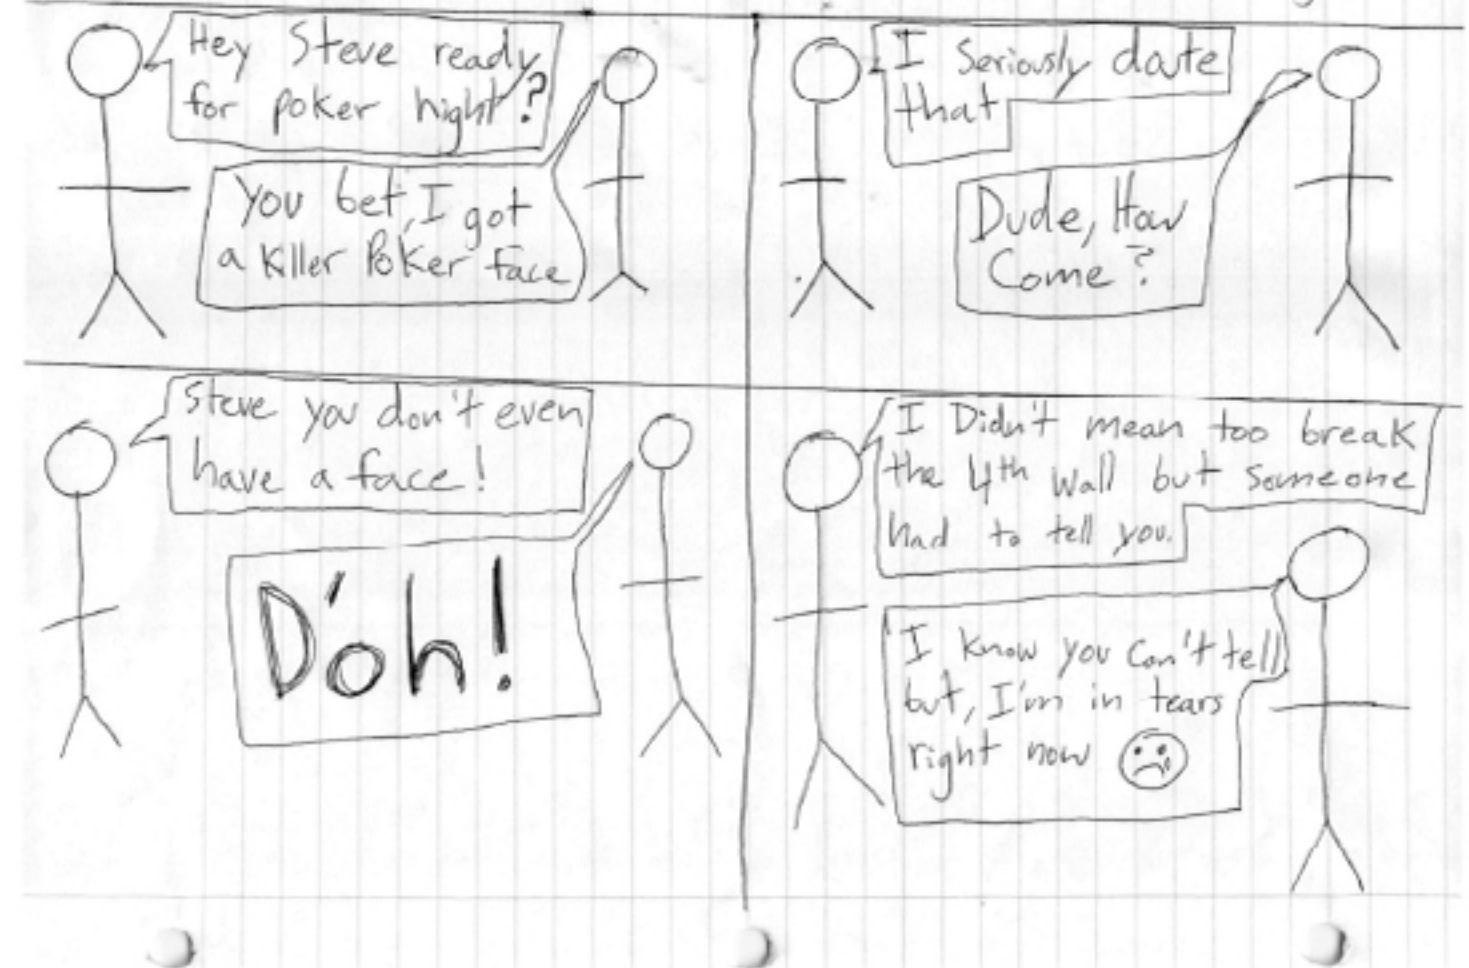 Hey Steve ready
for poker night?
You bet, I got
a Killer Poker face
I Seriously doute
that
Dude, How
Come?
Steve you don't even
have a face!
D'oh!
I Didn't mean too break
the 4th wall but someone
had to tell you.
I know you can't tell
but, I'm in tears
right now